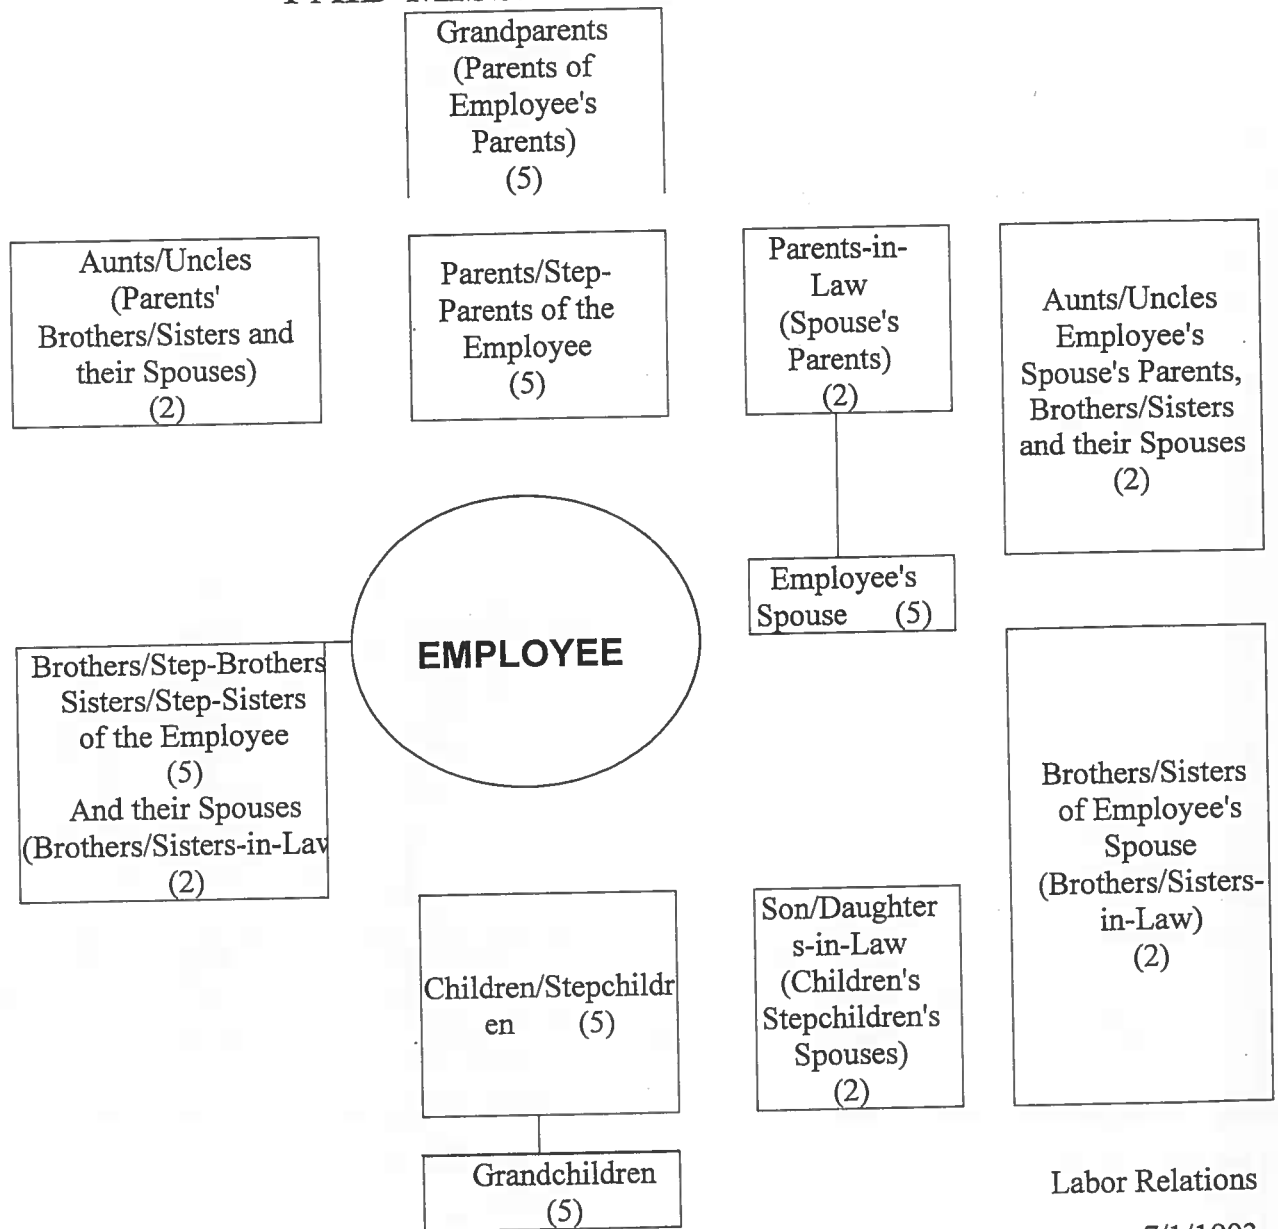 Grandparents
(Parents of
Employee's
Parents)
(5)
Aunts/Uncles
(Parents'
Brothers/Sisters and
their Spouses)
(2)
Parents/Step-
Parents of the
Employee
(5)
Parents-in-
Law
(Spouse's
Parents)
(2)
Aunts/Uncles
Employee's
Spouse's Parents,
Brothers/Sisters
and their Spouses
(2)
Employee's
Spouse (5)
EMPLOYEE
Brothers/Step-Brothers
Sisters/Step-Sisters
of the Employee
(5)
And their Spouses
(Brothers/Sisters-in-Law
(2)
Brothers/Sisters
of Employee's
Spouse
(Brothers/Sisters-
in-Law)
(2)
Children/Stepchildr
en (5)
Son/Daughter
s-in-Law
(Children's
Stepchildren's
Spouses)
(2)
Grandchildren
(5)
Labor Relations